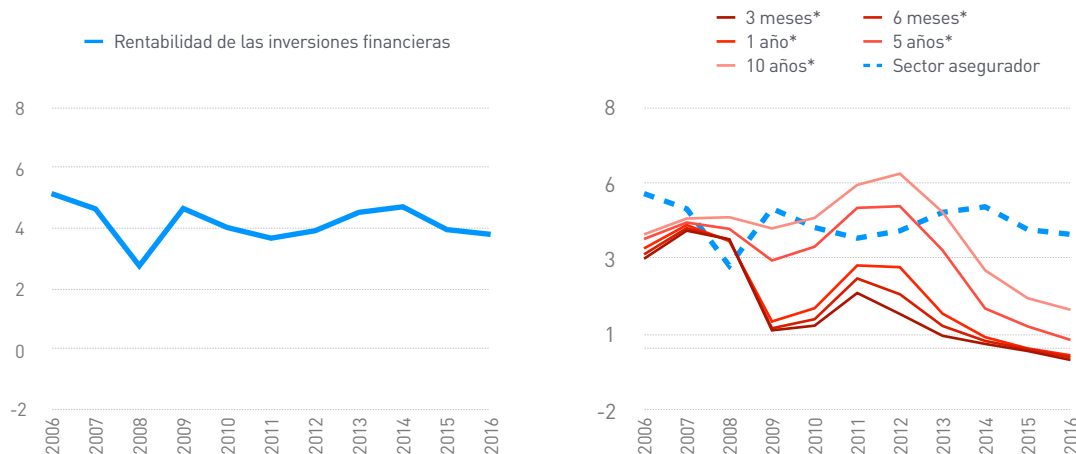 Rentabilidad de las inversiones financieras
8
6
4
2
0
-2
2006 2007 2008 2009 2010 2011 2012 2013 2014 2015 2016
3 meses* 6 meses*
1 año* 5 años*
10 años* Sector asegurador
8
6
3
1
-2
2006 2007 2008 2009 2010 2011 2012 2013 2014 2015 2016